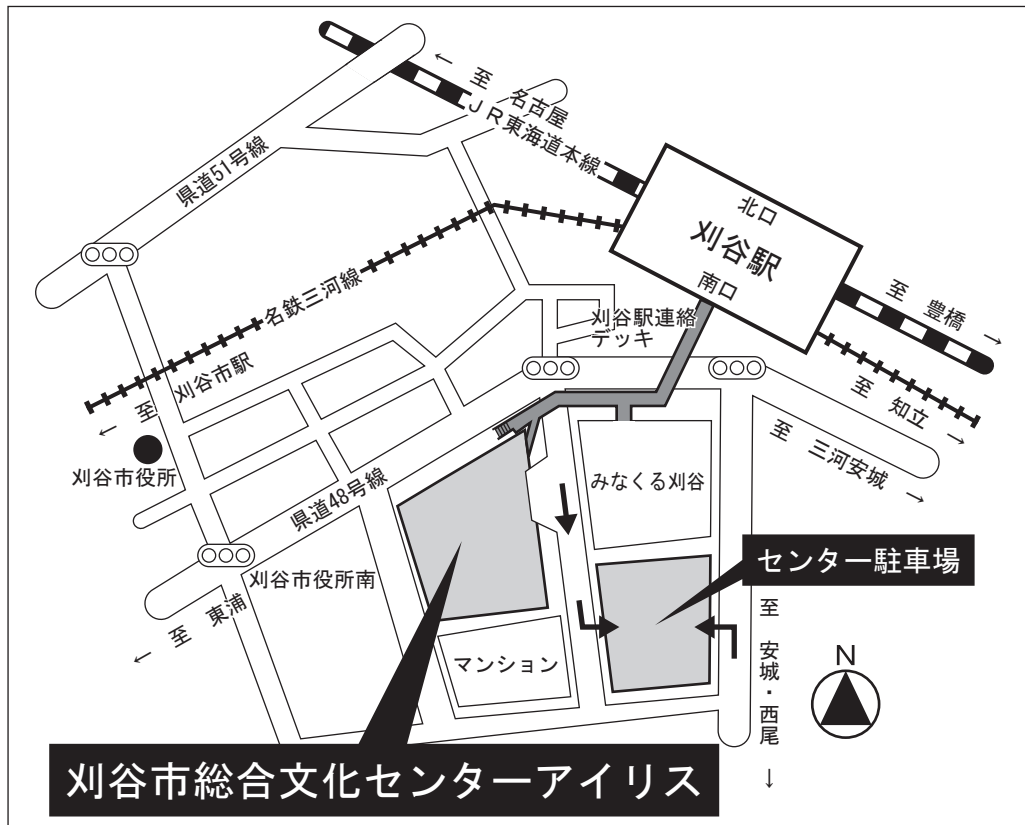 ← 至 名古屋
JR東海道本線
県道51号線
北口
刈谷駅
南口
名鉄三河線
刈谷駅連絡
デッキ
至 豊橋 →
← 至 刈谷市駅
至 知立 →
至 三河安城 →
刈谷市役所
県道48号線
みなくる刈谷
センター駐車場
刈谷市役所南
← 至 東浦
マンション
至 安城・西尾 →
N
刈谷市総合文化センターアイリス